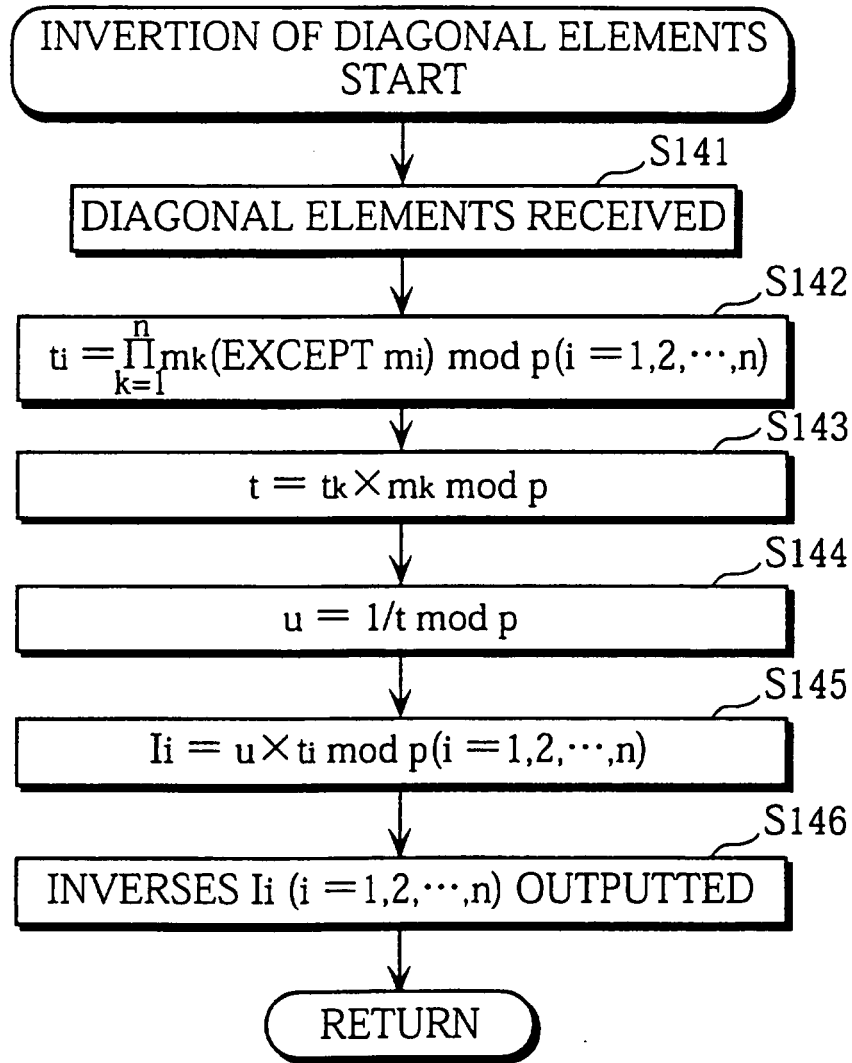 INVERTION OF DIAGONAL ELEMENTS
START
S141
DIAGONAL ELEMENTS RECEIVED
S142
ti = n∏k=1 mk(EXCEPT mi) mod p(i = 1,2,⋯,n)
S143
t = tk × mk mod p
S144
u = 1/t mod p
S145
Ii = u × ti mod p(i = 1,2,⋯,n)
S146
INVERSES Ii (i = 1,2,⋯,n) OUTPUTTED
RETURN